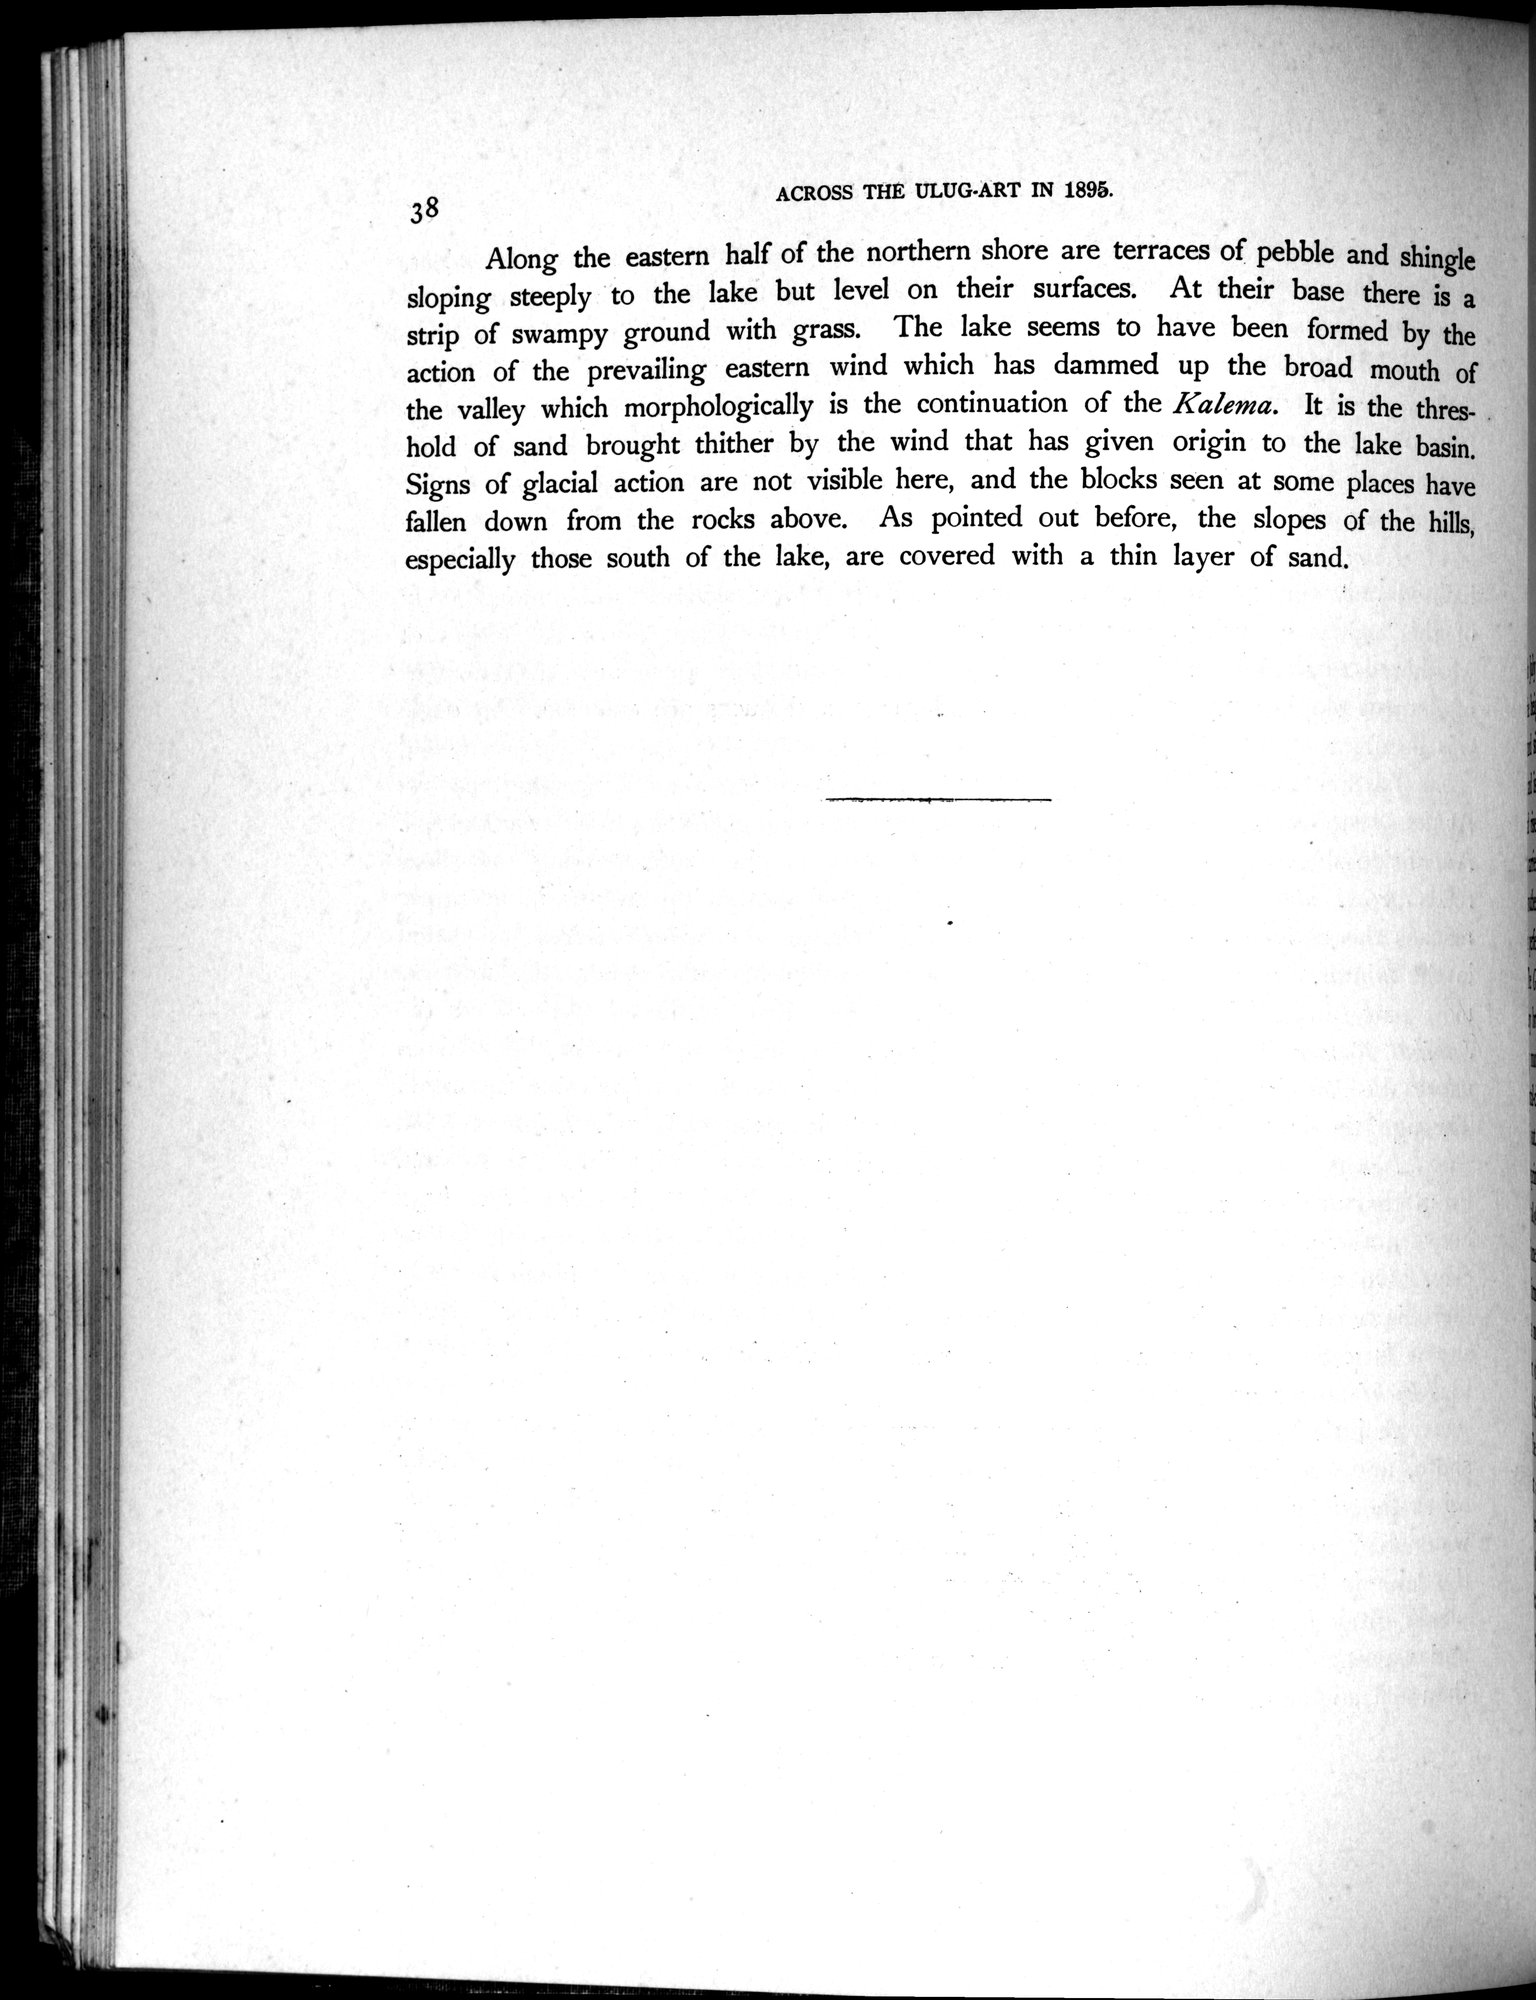 38
ACROSS THE ULUG-ART IN 1895.
Along the eastern half of the northern shore are terraces of pebble and shingle
sloping steeply to the lake but level on their surfaces. At their base there is a
strip of swampy ground with grass. The lake seems to have been formed by the
action of the prevailing eastern wind which has dammed up the broad mouth of
the valley which morphologically is the continuation of the Kalema. It is the thres-
hold of sand brought thither by the wind that has given origin to the lake basin.
Signs of glacial action are not visible here, and the blocks seen at some places have
fallen down from the rocks above. As pointed out before, the slopes of the hills,
especially those south of the lake, are covered with a thin layer of sand.